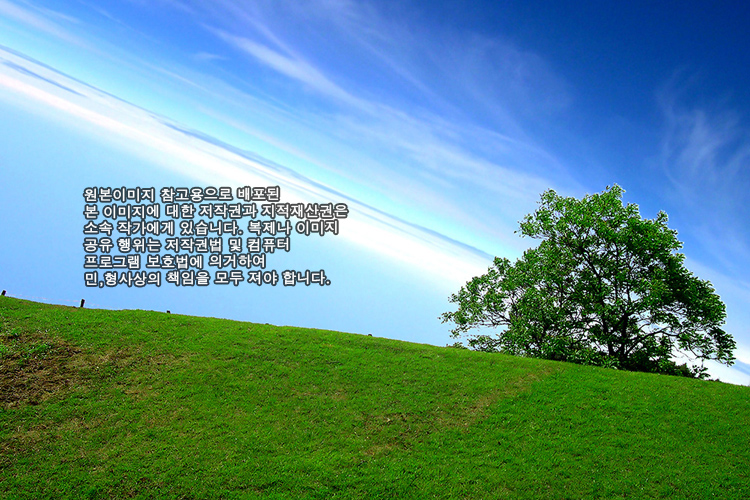 원본이미지 참고용으로 배포된
본 이미지에 대한 저작권과 지적재산권은
소속 작가에게 있습니다. 복제나 이미지
공유 행위는 저작권법 및 컴퓨터
프로그램 보호법에 의거하여
민,형사상의 책임을 모두 져야 합니다.